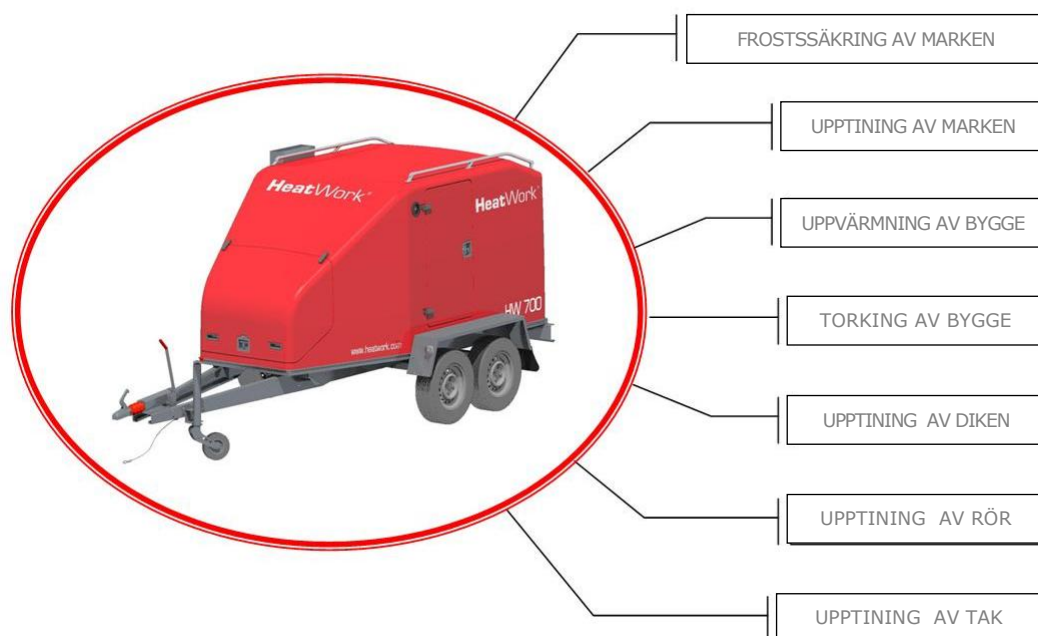 FROSTSSÄKRING AV MARKEN
UPPTINING AV MARKEN
UPPVÄRMNING AV BYGGE
TORKING AV BYGGE
UPPTINING AV DIKEN
UPPTINING AV RÖR
UPPTINING AV TAK
HeatWork
HeatWork
HW 700
www.heatwork.com